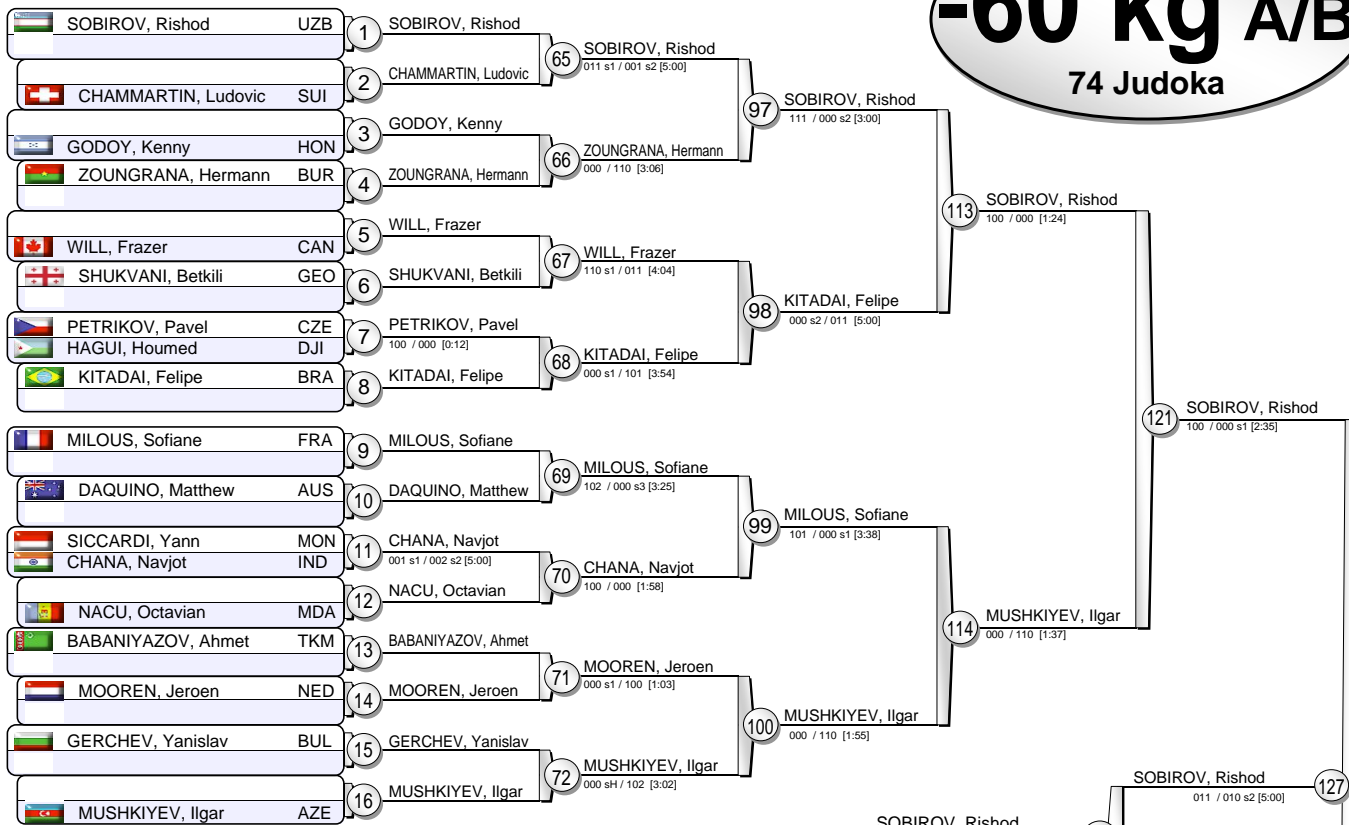 -60 kg A/B
74 Judoka
SOBIROV, Rishod UZB
CHAMMARTIN, Ludovic SUI
GODOY, Kenny HON
ZOUNGRANA, Hermann BUR
WILL, Frazer CAN
SHUKVANI, Betkili GEO
PETRIKOV, Pavel CZE
HAGUI, Houmed DJI
KITADAI, Felipe BRA
MILOUS, Sofiane FRA
DAQUINO, Matthew AUS
SICCARDI, Yann MON
CHANA, Navjot IND
NACU, Octavian MDA
BABANIYAZOV, Ahmet TKM
MOOREN, Jeroen NED
GERCHEV, Yanislav BUL
MUSHKIYEV, Ilgar AZE
1 SOBIROV, Rishod
2 CHAMMARTIN, Ludovic
3 GODOY, Kenny
4 ZOUNGRANA, Hermann
5 WILL, Frazer
6 SHUKVANI, Betkili
7 PETRIKOV, Pavel
100 / 000 [0:12]
8 KITADAI, Felipe
9 MILOUS, Sofiane
10 DAQUINO, Matthew
11 CHANA, Navjot
001 s1 / 002 s2 [5:00]
12 NACU, Octavian
13 BABANIYAZOV, Ahmet
14 MOOREN, Jeroen
15 GERCHEV, Yanislav
16 MUSHKIYEV, Ilgar
65 SOBIROV, Rishod
011 s1 / 001 s2 [5:00]
66 ZOUNGRANA, Hermann
000 / 110 [3:06]
67 WILL, Frazer
110 s1 / 011 [4:04]
68 KITADAI, Felipe
000 s1 / 101 [3:54]
69 MILOUS, Sofiane
102 / 000 s3 [3:25]
70 CHANA, Navjot
100 / 000 [1:58]
71 MOOREN, Jeroen
000 s1 / 100 [1:03]
72 MUSHKIYEV, Ilgar
000 sH / 102 [3:02]
97 SOBIROV, Rishod
111 / 000 s2 [3:00]
98 KITADAI, Felipe
000 s2 / 011 [5:00]
99 MILOUS, Sofiane
101 / 000 s1 [3:38]
100 MUSHKIYEV, Ilgar
000 / 110 [1:55]
113 SOBIROV, Rishod
100 / 000 [1:24]
114 MUSHKIYEV, Ilgar
000 / 110 [1:37]
121 SOBIROV, Rishod
100 / 000 s1 [2:35]
SOBIROV, Rishod 127
011 / 010 s2 [5:00]
SOBIROV, Rishod